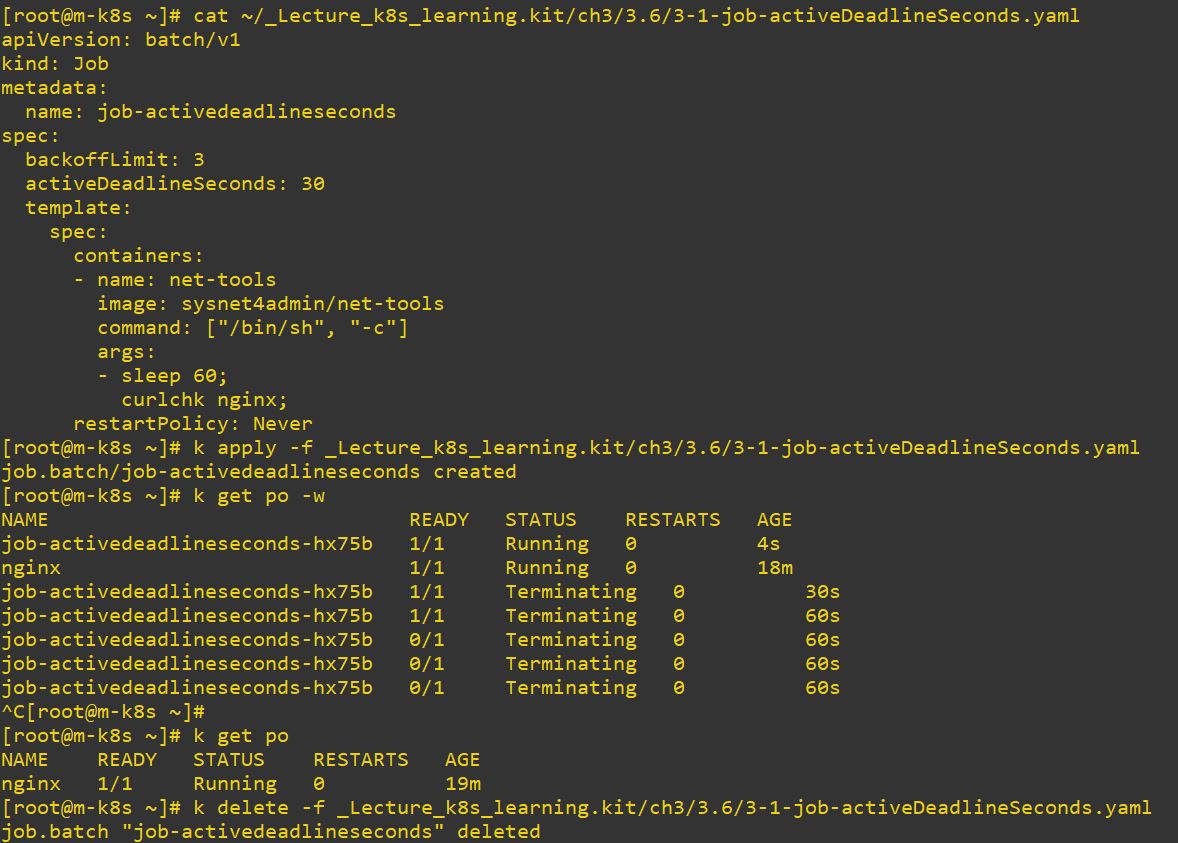 [root@m-k8s ~]# cat ~/_Lecture_k8s_learning.kit/ch3/3.6/3-1-job-activeDeadlineSeconds.yaml
apiVersion: batch/v1
kind: Job
metadata:
  name: job-activedeadlineseconds
spec:
  backoffLimit: 3
  activeDeadlineSeconds: 30
  template:
    spec:
      containers:
      - name: net-tools
        image: sysnet4admin/net-tools
        command: ["/bin/sh", "-c"]
        args:
        - sleep 60;
          curlchk nginx;
      restartPolicy: Never
[root@m-k8s ~]# k apply -f _Lecture_k8s_learning.kit/ch3/3.6/3-1-job-activeDeadlineSeconds.yaml
job.batch/job-activedeadlineseconds created
[root@m-k8s ~]# k get po -w
NAME                              READY   STATUS    RESTARTS   AGE
job-activedeadlineseconds-hx75b   1/1     Running   0          4s
nginx                             1/1     Running   0          18m
job-activedeadlineseconds-hx75b   1/1     Terminating   0          30s
job-activedeadlineseconds-hx75b   1/1     Terminating   0          60s
job-activedeadlineseconds-hx75b   0/1     Terminating   0          60s
job-activedeadlineseconds-hx75b   0/1     Terminating   0          60s
job-activedeadlineseconds-hx75b   0/1     Terminating   0          60s
^C[root@m-k8s ~]#
[root@m-k8s ~]# k get po
NAME    READY   STATUS    RESTARTS   AGE
nginx   1/1     Running   0          19m
[root@m-k8s ~]# k delete -f _Lecture_k8s_learning.kit/ch3/3.6/3-1-job-activeDeadlineSeconds.yaml
job.batch "job-activedeadlineseconds" deleted